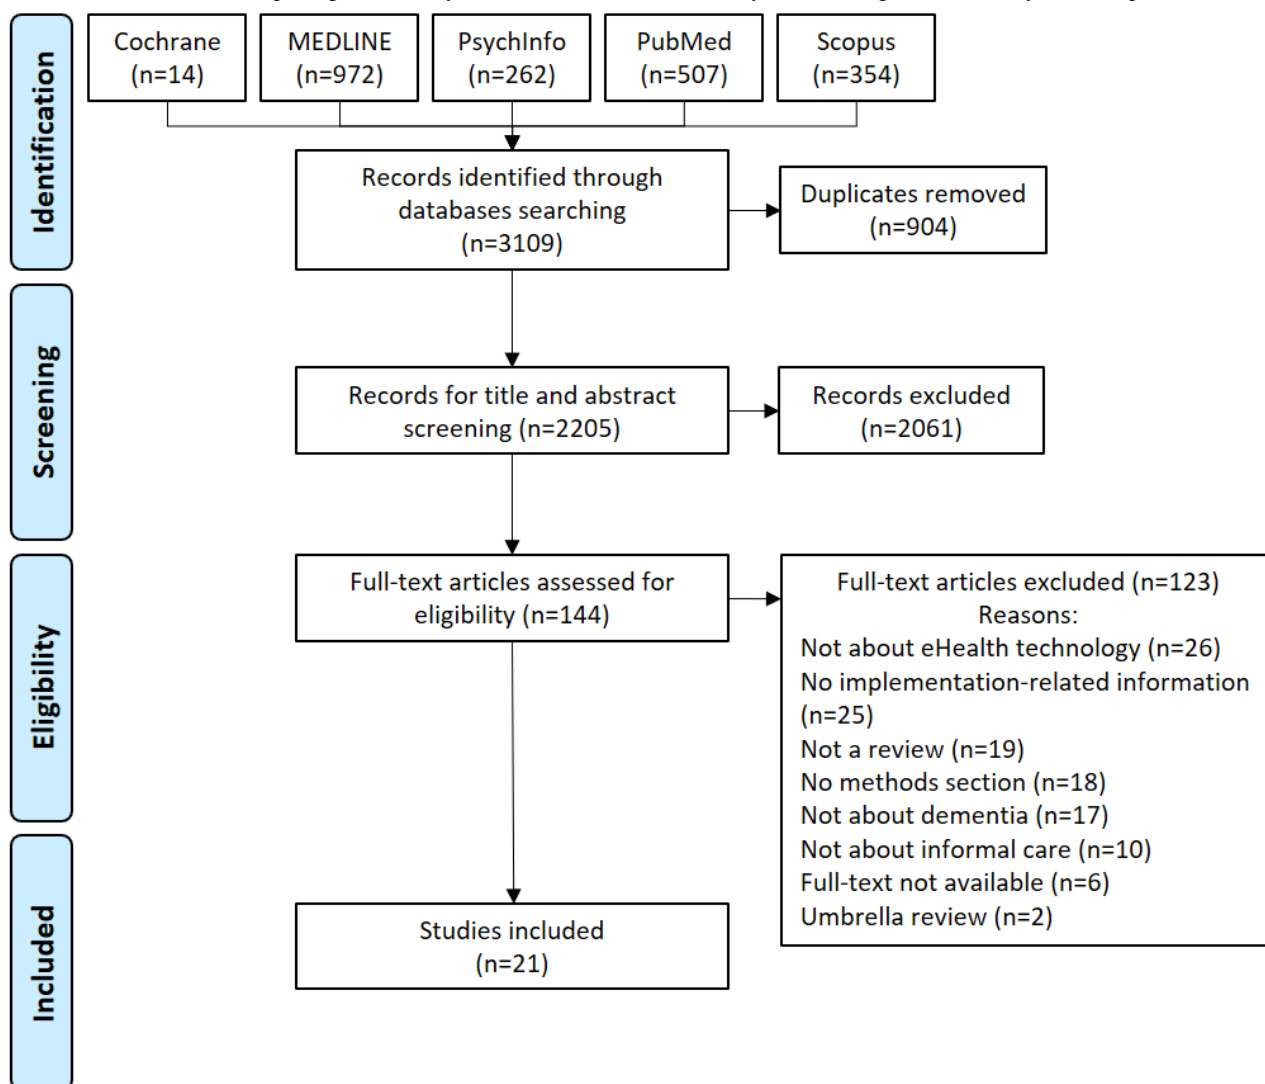 Identification
Cochrane
(n=14)
MEDLINE
(n=972)
PsychInfo
(n=262)
PubMed
(n=507)
Scopus
(n=354)
Records identified through
databases searching
(n=3109)
Duplicates removed
(n=904)
Screening
Records for title and abstract
screening (n=2205)
Records excluded
(n=2061)
Eligibility
Full-text articles assessed for
eligibility (n=144)
Full-text articles excluded (n=123)
Reasons:
Not about eHealth technology (n=26)
No implementation-related information
(n=25)
Not a review (n=19)
No methods section (n=18)
Not about dementia (n=17)
Not about informal care (n=10)
Full-text not available (n=6)
Umbrella review (n=2)
Included
Studies included
(n=21)